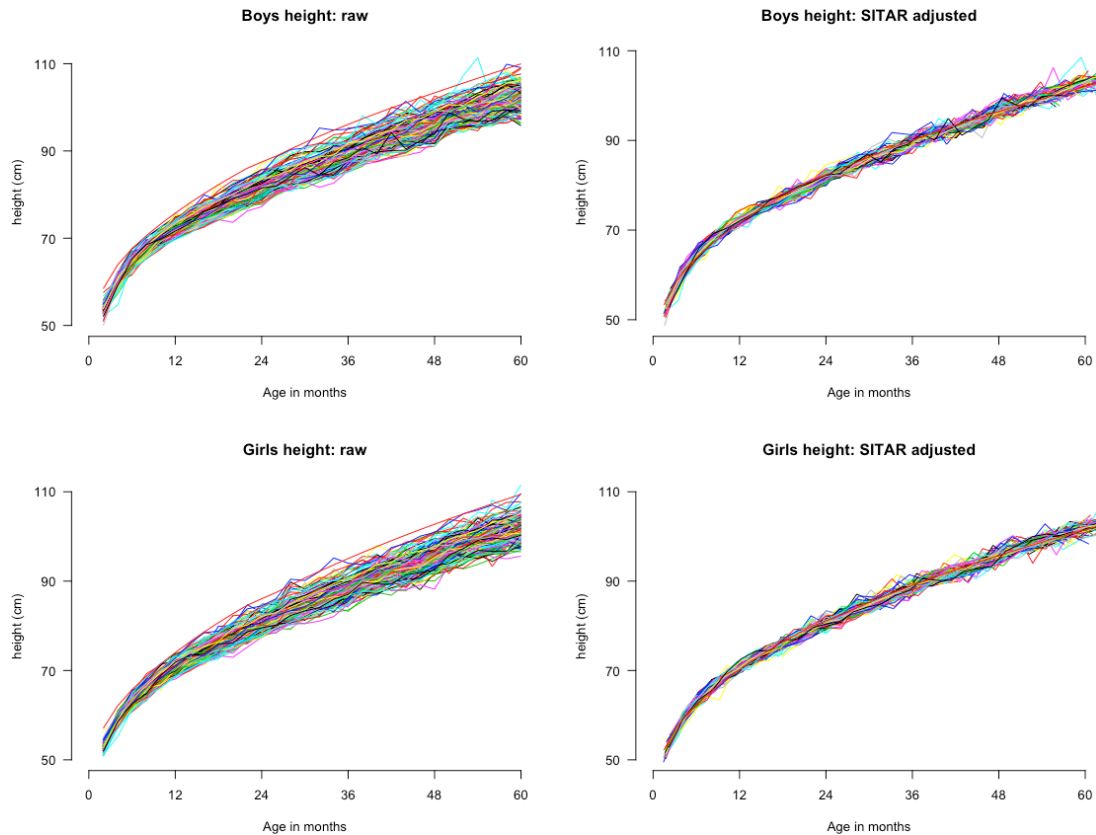 Boys height: raw
110
90
70
50
height (cm)
0 12 24 36 48 60
Age in months
Boys height: SITAR adjusted
110
90
70
50
height (cm)
0 12 24 36 48 60
Age in months
Girls height: raw
110
90
70
50
height (cm)
0 12 24 36 48 60
Age in months
Girls height: SITAR adjusted
110
90
70
50
height (cm)
0 12 24 36 48 60
Age in months